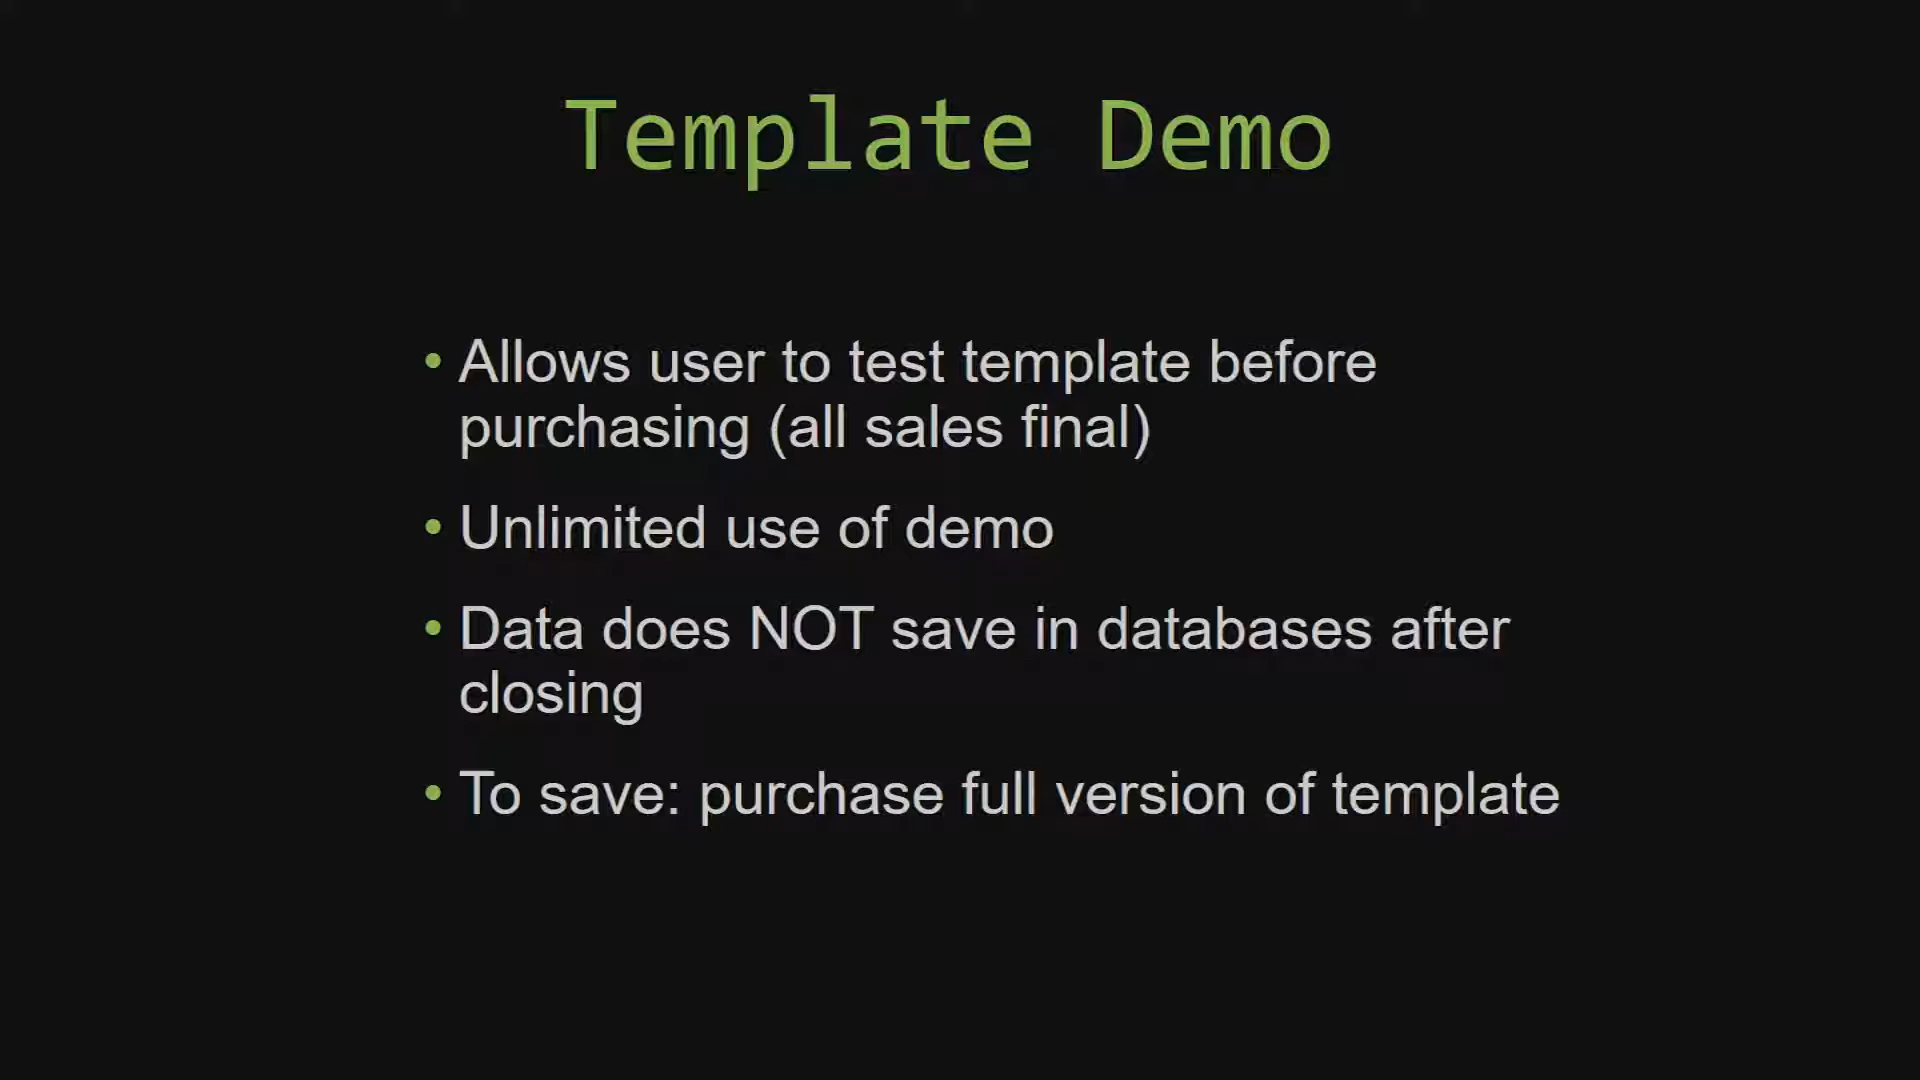 Template Demo
• Allows user to test template before
purchasing (all sales final)
• Unlimited use of demo
• Data does NOT save in databases after
closing
• To save: purchase full version of template